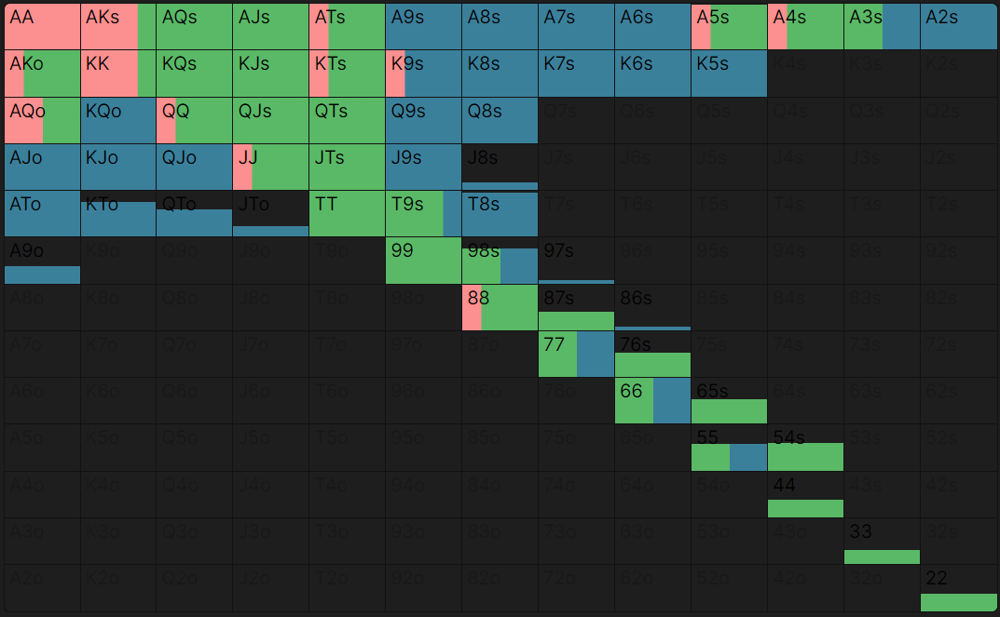 AA AKs AQs AJs ATs A9s A8s A7s A6s A5s A4s A3s A2s
AKo KK KQs KJs KTs K9s K8s K7s K6s K5s K4s K3s K2s
AQo KQo QQ QJs QTs Q9s Q8s Q7s Q6s Q5s Q4s Q3s Q2s
AJo KJo QJo JJ JTs J9s J8s J7s J6s J5s J4s J3s J2s
ATo KTo QTo JTo TT T9s T8s T7s T6s T5s T4s T3s T2s
A9o K9o Q9o J9o T9o 99 98s 97s 96s 95s 94s 93s 92s
A8o K8o Q8o J8o T8o 98o 88 87s 86s 85s 84s 83s 82s
A7o K7o Q7o J7o T7o 97o 87o 77 76s 75s 74s 73s 72s
A6o K6o Q6o J6o T6o 96o 86o 76o 66 65s 64s 63s 62s
A5o K5o Q5o J5o T5o 95o 85o 75o 65o 55 54s 53s 52s
A4o K4o Q4o J4o T4o 94o 84o 74o 64o 54o 44 43s 42s
A3o K3o Q3o J3o T3o 93o 83o 73o 63o 53o 43o 33 32s
A2o K2o Q2o J2o T2o 92o 82o 72o 62o 52o 42o 32o 22